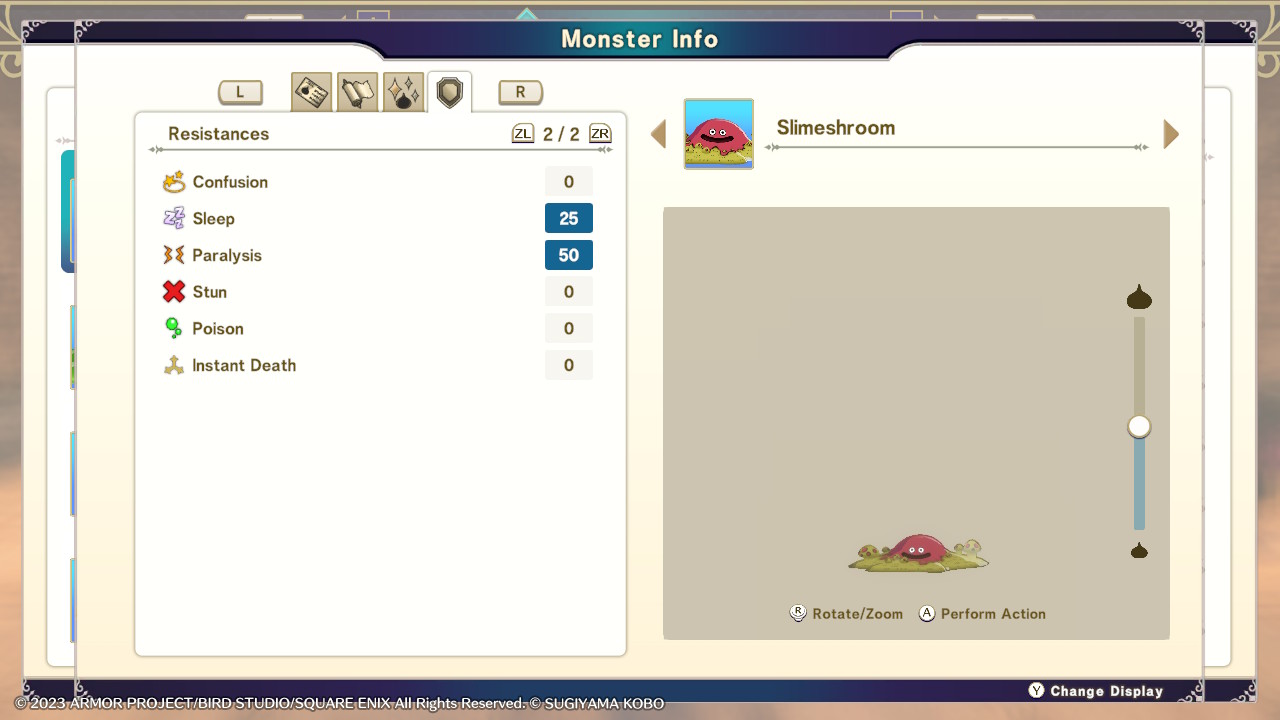 Monster Info
L
R
Resistances
ZL 2 / 2 ZR
Confusion 0
Sleep 25
Paralysis 50
Stun 0
Poison 0
Instant Death 0
Slimeshroom
R Rotate/Zoom A Perform Action
Y Change Display
© 2023 ARMOR PROJECT/BIRD STUDIO/SQUARE ENIX All Rights Reserved. © SUGIYAMA KOBO